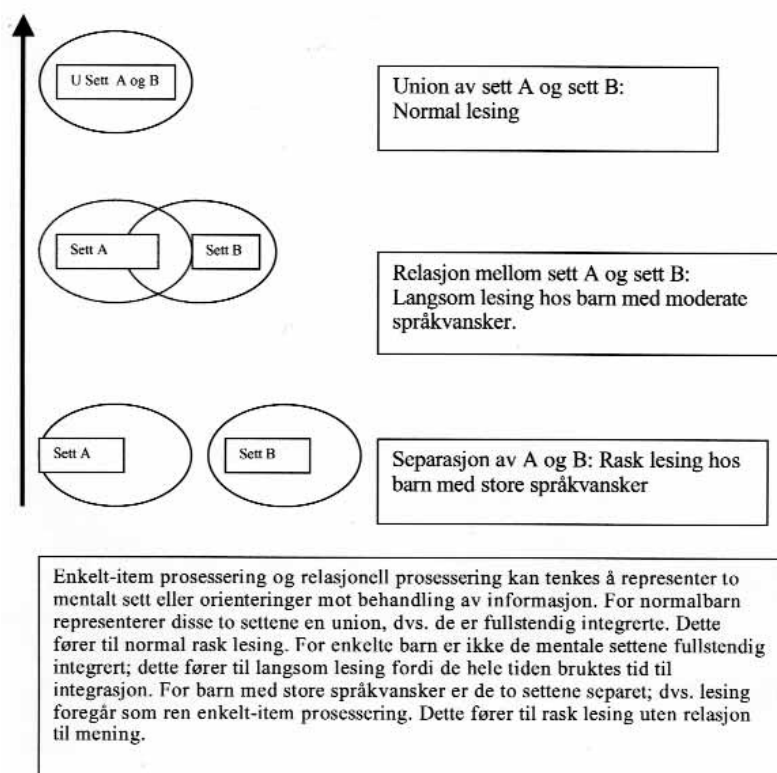 U Sett A og B
Union av sett A og sett B:
Normal lesing
Sett A
Sett B
Relasjon mellom sett A og sett B:
Langsom lesing hos barn med moderate
språkvansker.
Sett A
Sett B
Separasjon av A og B: Rask lesing hos
barn med store språkvansker
Enkelt-item prosessering og relasjonell prosessering kan tenkes å representer to
mentalt sett eller orienteringer mot behandling av informasjon. For normalbarn
representerer disse to settene en union, dvs. de er fullstendig integrerte. Dette
fører til normal rask lesing. For enkelte barn er ikke de mentale settene fullstendig
integrert; dette fører til langsom lesing fordi de hele tiden bruktes tid til
integrasjon. For barn med store språkvansker er de to settene separet; dvs. lesing
foregår som ren enkelt-item prosessering. Dette fører til rask lesing uten relasjon
til mening.